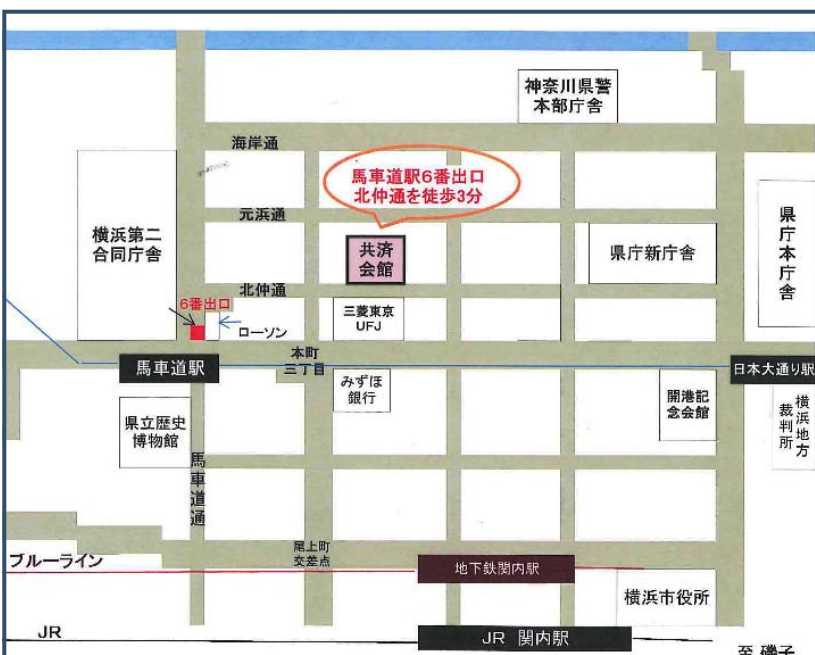 神奈川県警
本部庁舎
海岸通
馬車道駅6番出口
北仲通を徒歩3分
元浜通
横浜第二
合同庁舎
共済
会館
県庁新庁舎
県庁本庁舎
北仲通
6番出口
三菱東京
UFJ
ローソン
本町
三丁目
馬車道駅
日本大通り駅
みずほ
銀行
開港記
念会館
横浜地方
裁判所
県立歴史
博物館
馬車道通
尾上町
交差点
ブルーライン
地下鉄関内駅
横浜市役所
JR
JR 関内駅
至 磯子